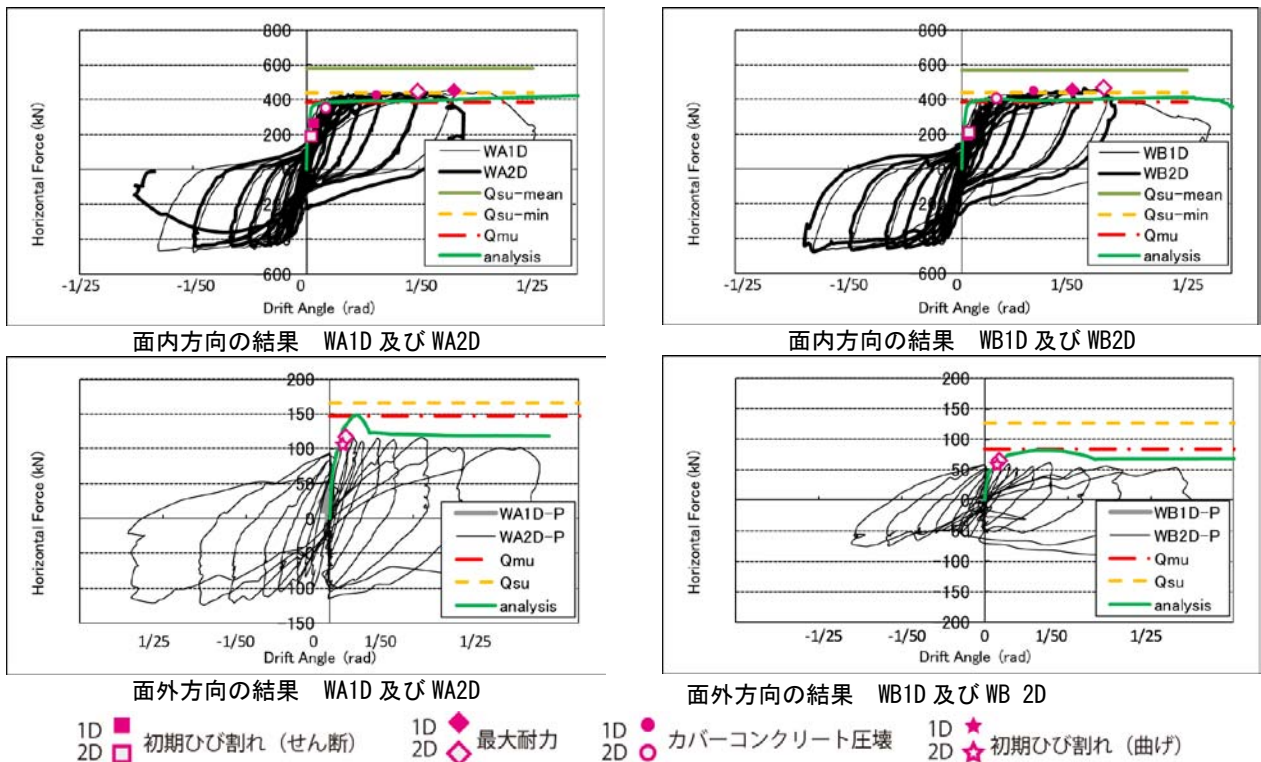 800
600
400
200
0
200
400
600
Horizontal Force (kN)
-1/25
-1/50
0
1/50
1/25
Drift Angle (rad)
WA1D
WA2D
Qsu-mean
Qsu-min
Qmu
analysis
面内方向の結果 WA1D 及び WA2D
800
600
400
200
0
200
400
600
Horizontal Force (kN)
-1/25
-1/50
0
1/50
1/25
Drift Angle (rad)
WB1D
WB2D
Qsu-mean
Qsu-min
Qmu
analysis
面内方向の結果 WB1D 及び WB2D
200
150
100
50
0
50
100
-150
Horizontal Force (kN)
1/25
-1/50
0
1/50
1/25
Drift Angle (rad)
WA1D-P
WA2D-P
Qmu
Qsu
analysis
面外方向の結果 WA1D 及び WA2D
200
150
100
50
0
50
100
150
200
Horizontal Force (kN)
-1/25
-1/50
0
1/50
1/25
Drift Angle (rad)
WB1D-P
WB2D-P
Qmu
Qsu
analysis
面外方向の結果 WB1D 及び WB 2D
1D
2D
初期ひび割れ（せん断）
1D
2D
最大耐力
1D
2D
カバーコンクリート圧壊
1D
2D
初期ひび割れ（曲げ）